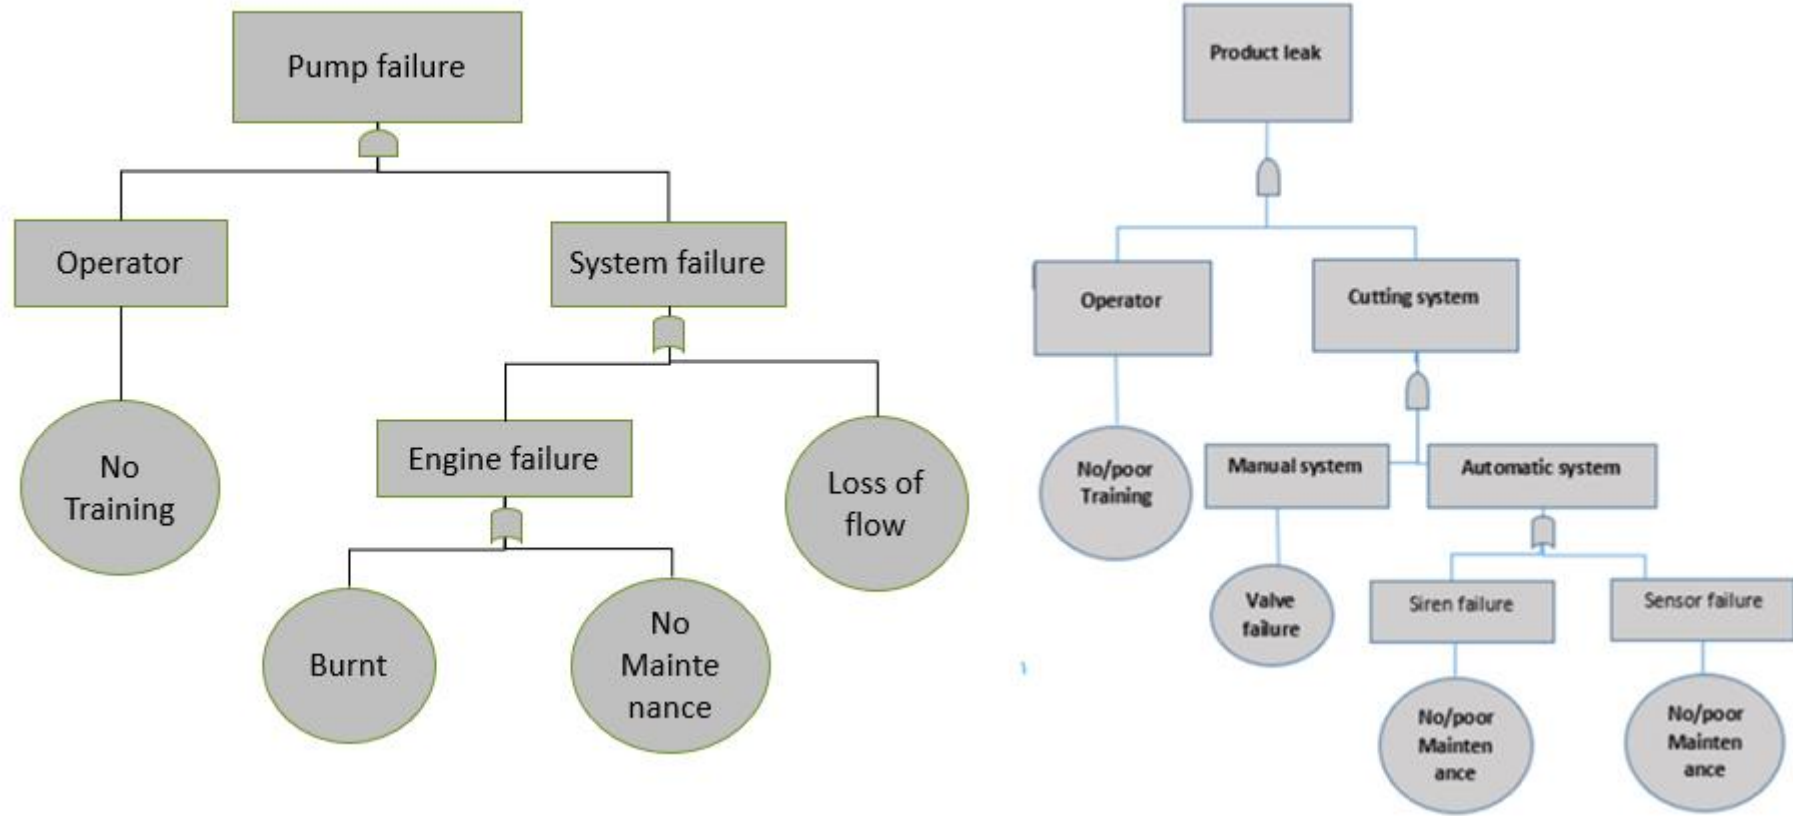 Pump failure
Operator
System failure
Engine failure
No
Training
Loss of
flow
Burnt
No
Mainte
nance
Product leak
Operator
Cutting system
No/poor
Training
Manual system
Automatic system
Valve
failure
Siren failure
Sensor failure
No/poor
Mainten
ance
No/poor
Mainten
ance